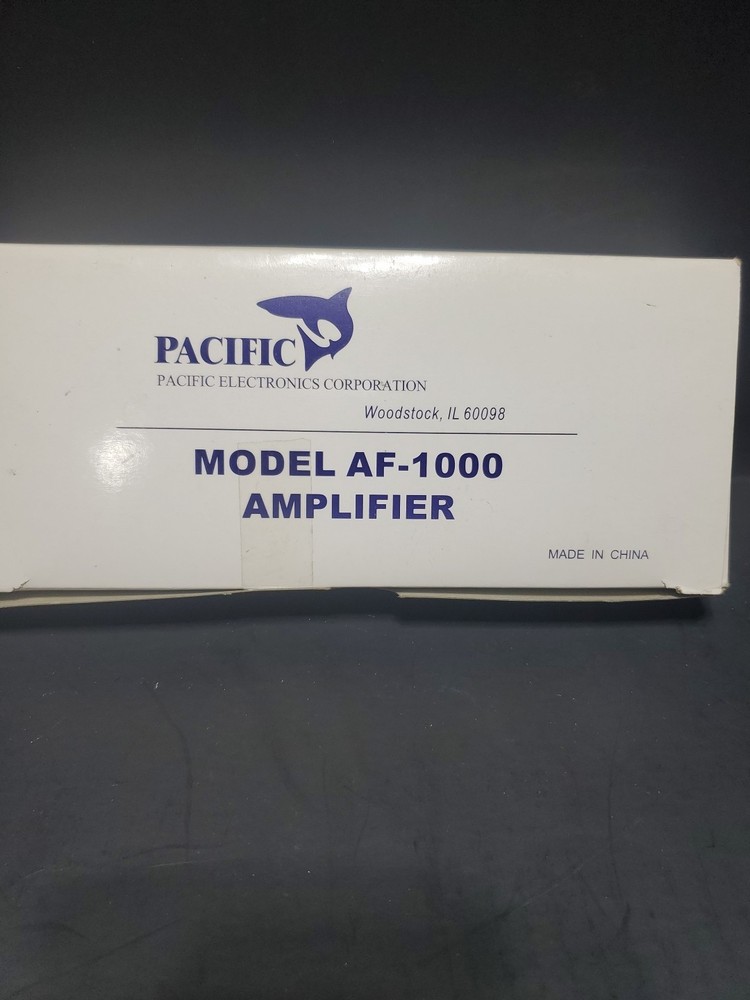 PACIFIC
PACIFIC ELECTRONICS CORPORATION
Woodstock, IL 60098
MODEL AF-1000
AMPLIFIER
MADE IN CHINA